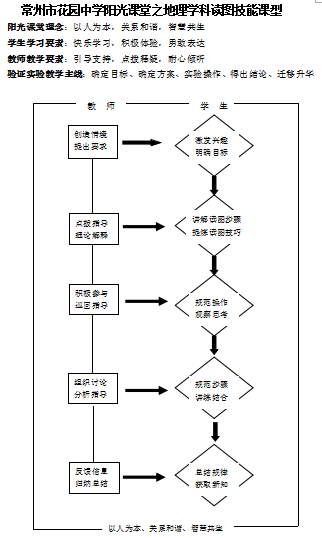 常州市花园中学阳光课堂之地理学科读图技能课型
阳光课堂理念：以人为本，关系和谐，智慧共生
学生学习要求：快乐学习，积极体验，勇敢表达
教师教学要求：引导支持，点拨释疑，耐心倾听
验证实验教学主线：确定目标、确定方案、实验操作、得出结论、迁移升华
教 师
学 生
创造情境
提出要求
激发兴趣
明确目标
点拨指导
理论解释
讲解读图步骤
提炼读图技巧
积极参与
巡回指导
规范操作
观察思考
组织讨论
分析指导
规范步骤
讲练结合
反馈信息
归纳总结
总结规律
获取新知
以人为本、关系和谐、智慧共生